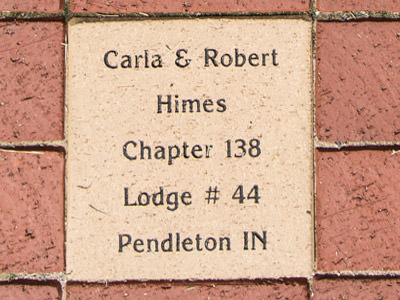 Carla & Robert
Himes
Chapter 138
Lodge # 44
Pendleton IN